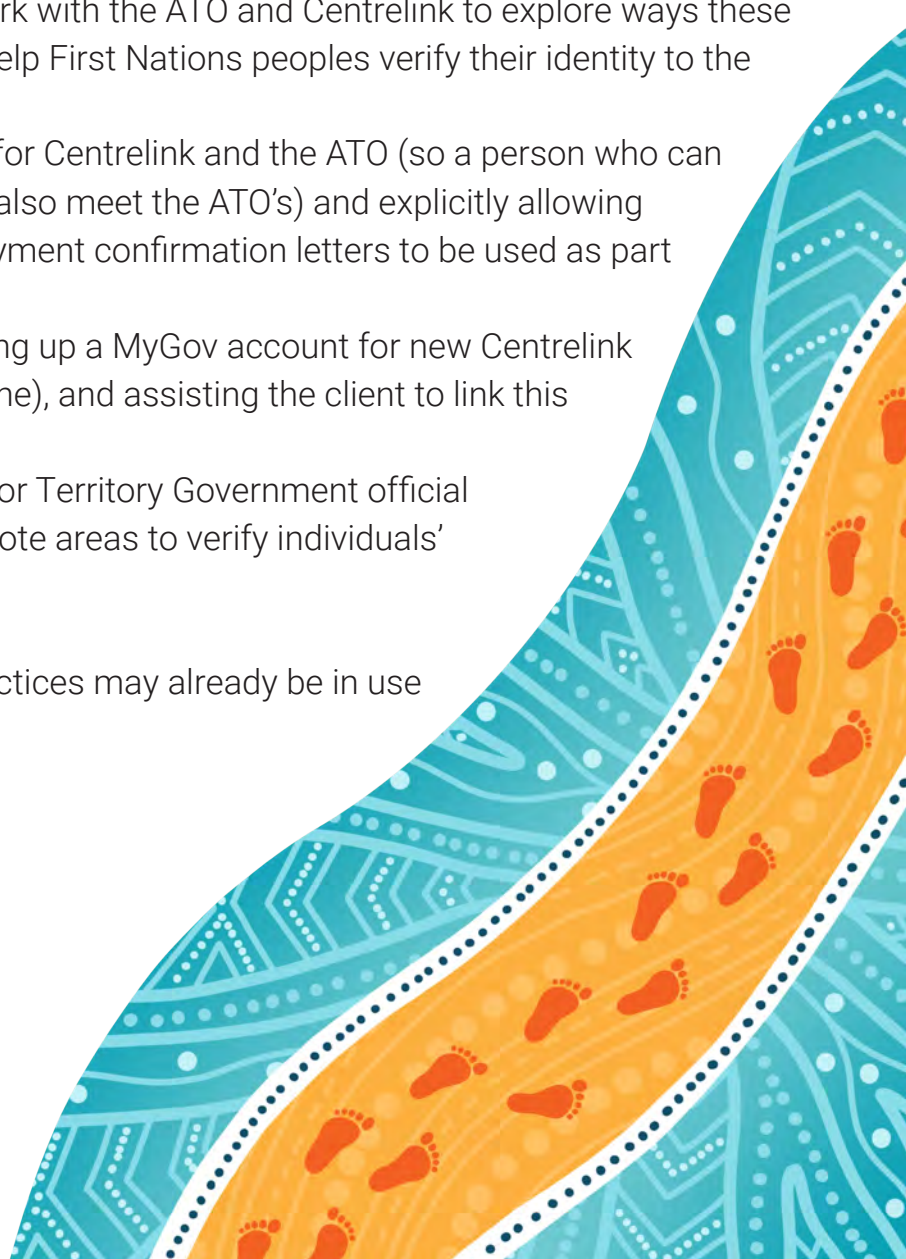 rk with the ATO and Centrelink to explore ways these
elp First Nations peoples verify their identity to the
for Centrelink and the ATO (so a person who can
also meet the ATO’s) and explicitly allowing
yment confirmation letters to be used as part
ng up a MyGov account for new Centrelink
ne), and assisting the client to link this
or Territory Government official
ote areas to verify individuals’
ctices may already be in use